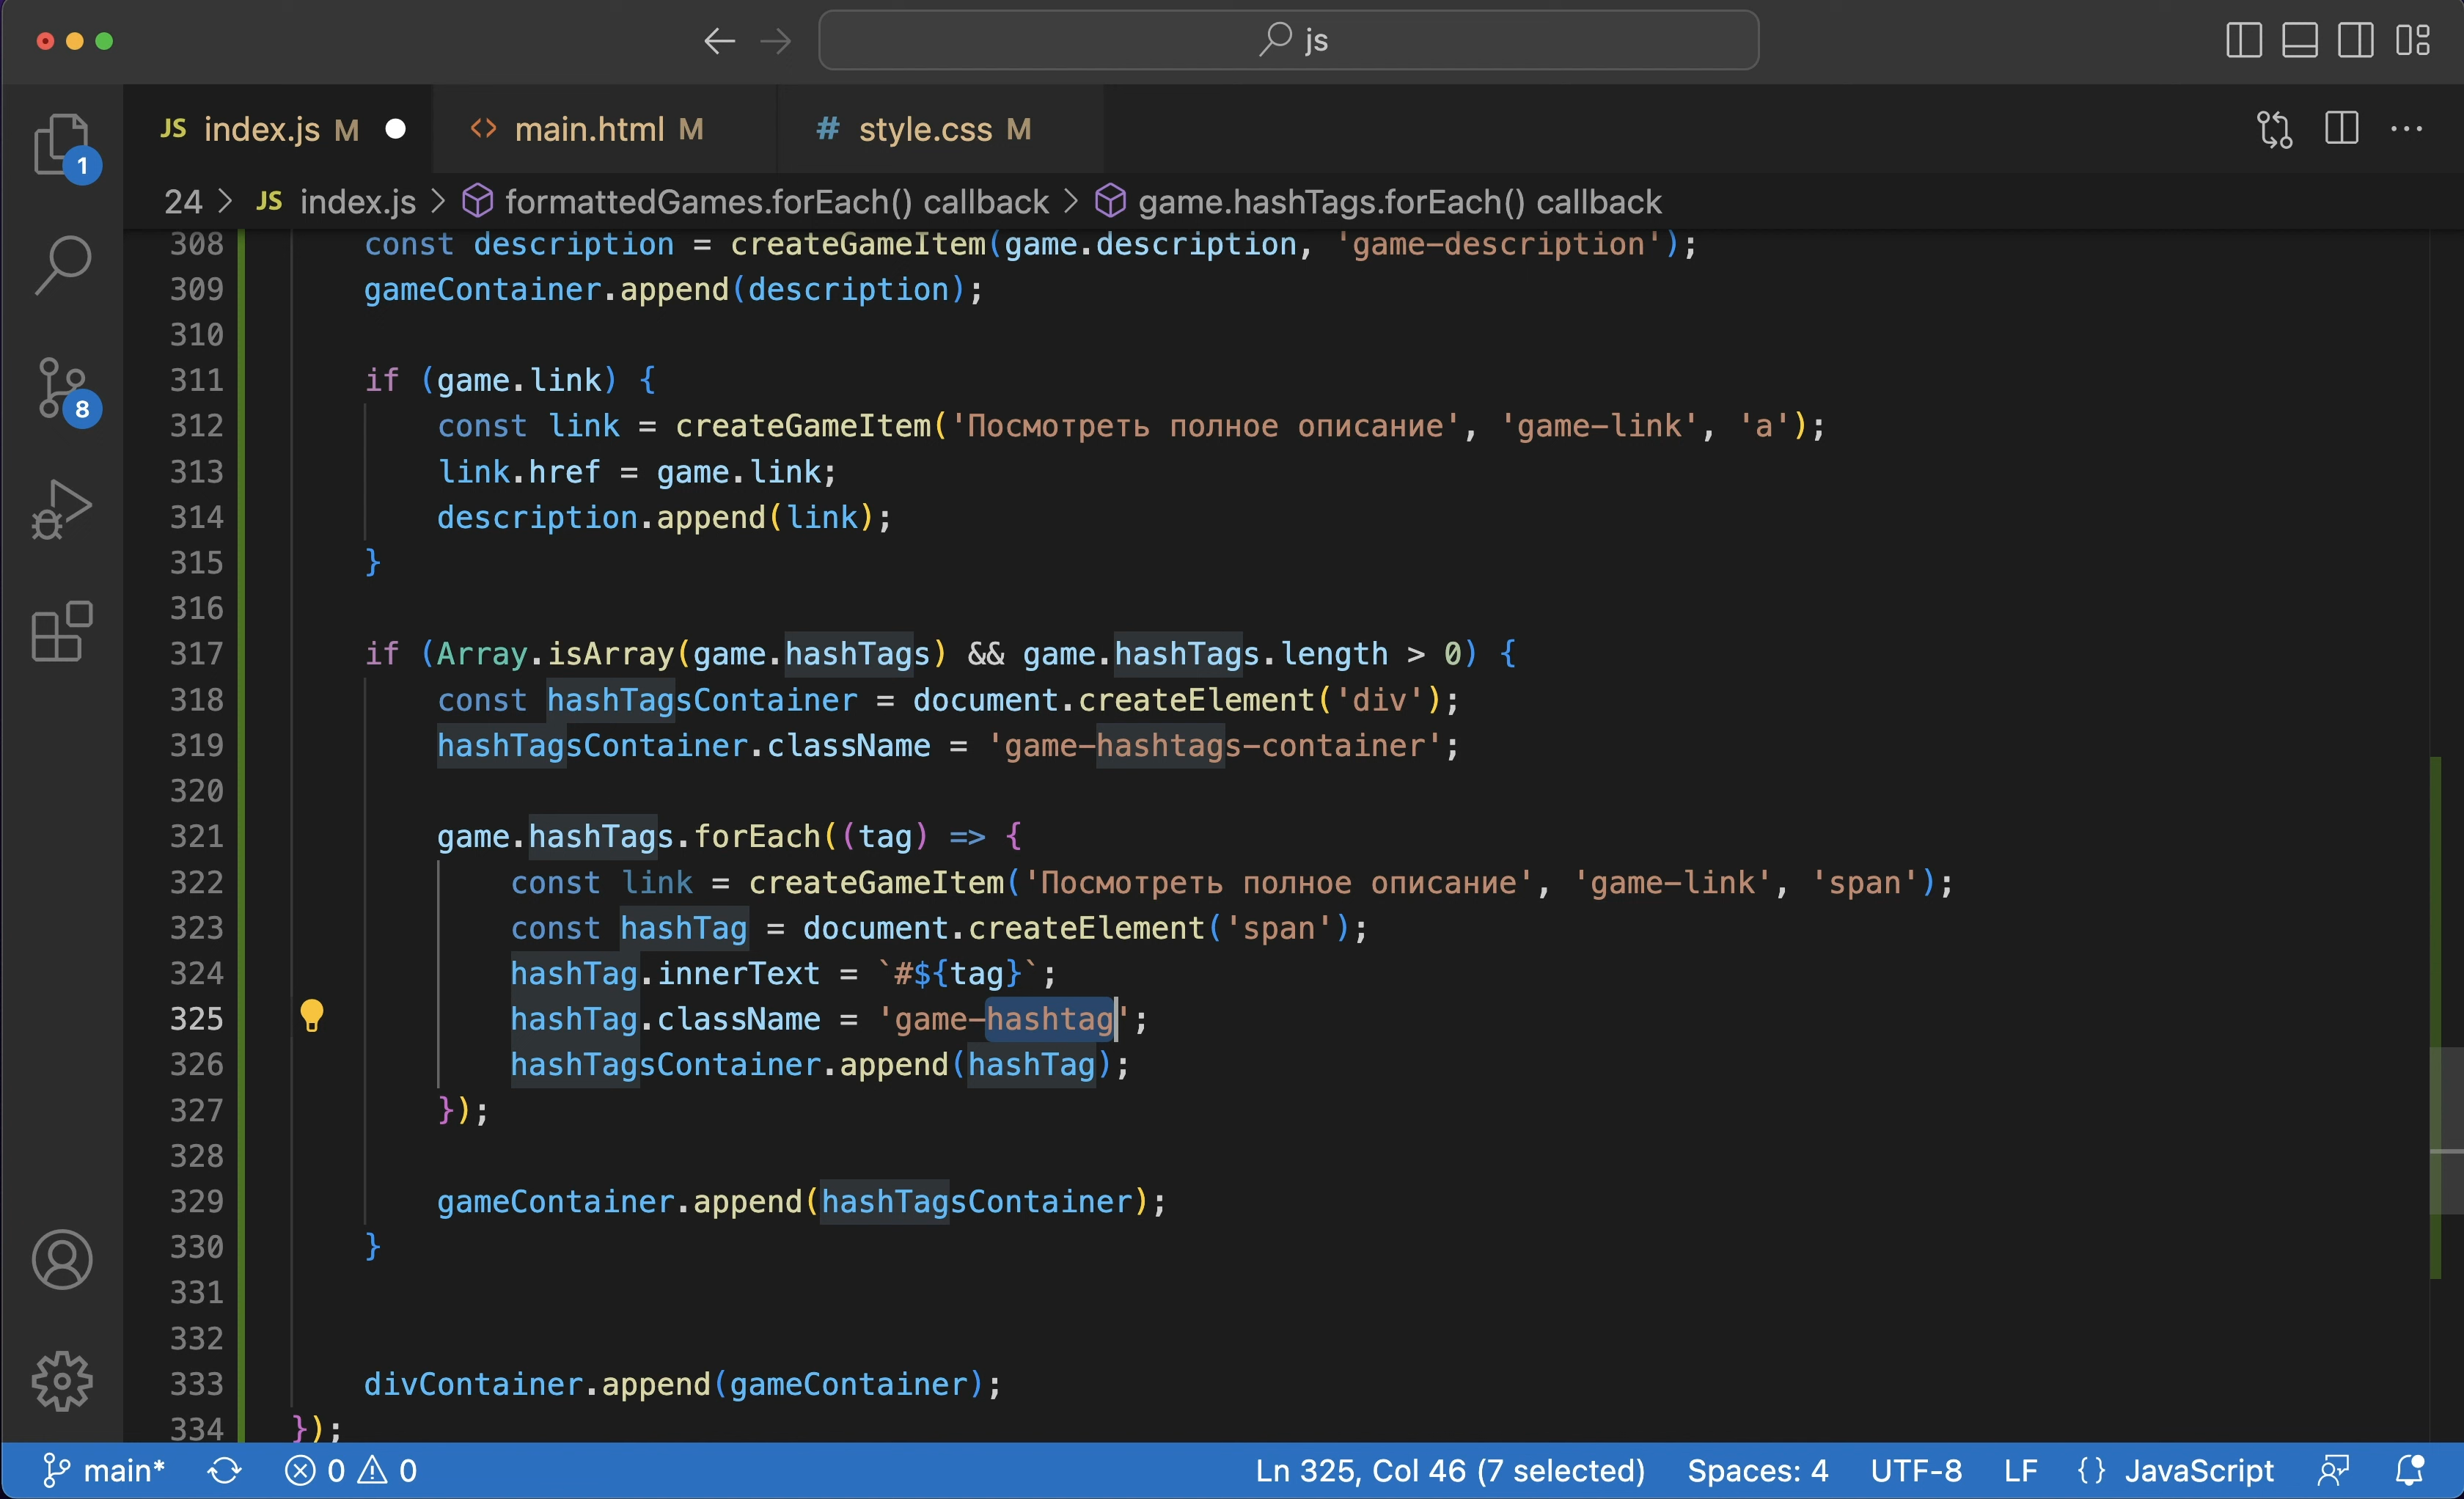 js
JS index.js M
<> main.html M
# style.css M
1
24 > JS index.js > formattedGames.forEach() callback > game.hashTags.forEach() callback
308 const description = createGameItem(game.description, 'game-description');
309 gameContainer.append(description);
310
311 if (game.link) {
312 const link = createGameItem('Посмотреть полное описание', 'game-link', 'a');
313 link.href = game.link;
314 description.append(link);
315 }
316
317 if (Array.isArray(game.hashTags) && game.hashTags.length > 0) {
318 const hashTagsContainer = document.createElement('div');
319 hashTagsContainer.className = 'game-hashtags-container';
320
321 game.hashTags.forEach((tag) => {
322 const link = createGameItem('Посмотреть полное описание', 'game-link', 'span');
323 const hashTag = document.createElement('span');
324 hashTag.innerText = `#${tag}`;
325 hashTag.className = 'game-hashtag';
326 hashTagsContainer.append(hashTag);
327 });
328
329 gameContainer.append(hashTagsContainer);
330 }
331
332
333 divContainer.append(gameContainer);
334 });
8
main* 0 0 Ln 325, Col 46 (7 selected) Spaces: 4 UTF-8 LF {} JavaScript